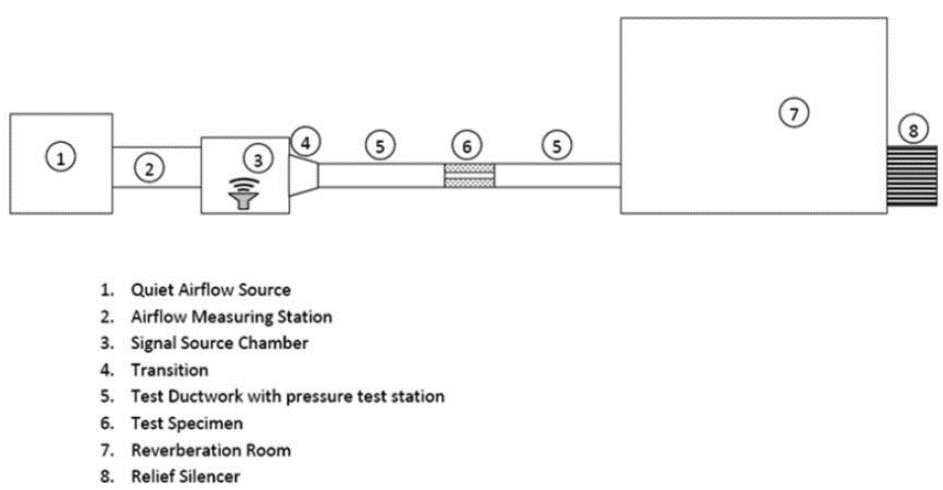 7
8
4
5
6
5
1
2
3
1. Quiet Airflow Source
2. Airflow Measuring Station
3. Signal Source Chamber
4. Transition
5. Test Ductwork with pressure test station
6. Test Specimen
7. Reverberation Room
8. Relief Silencer